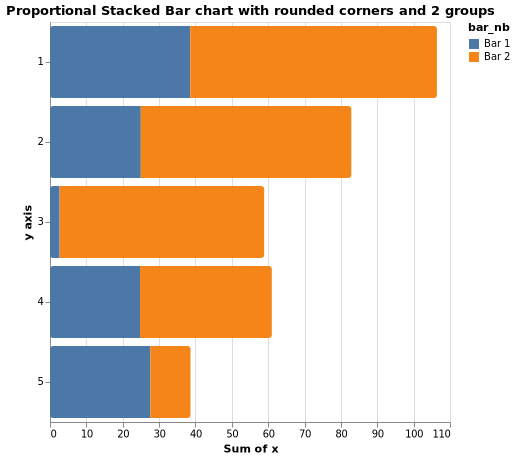 Proportional Stacked Bar chart with rounded corners and 2 groups
bar_nb
Bar 1
Bar 2
y axis
1
2
3
4
5
0 10 20 30 40 50 60 70 80 90 100 110
Sum of x